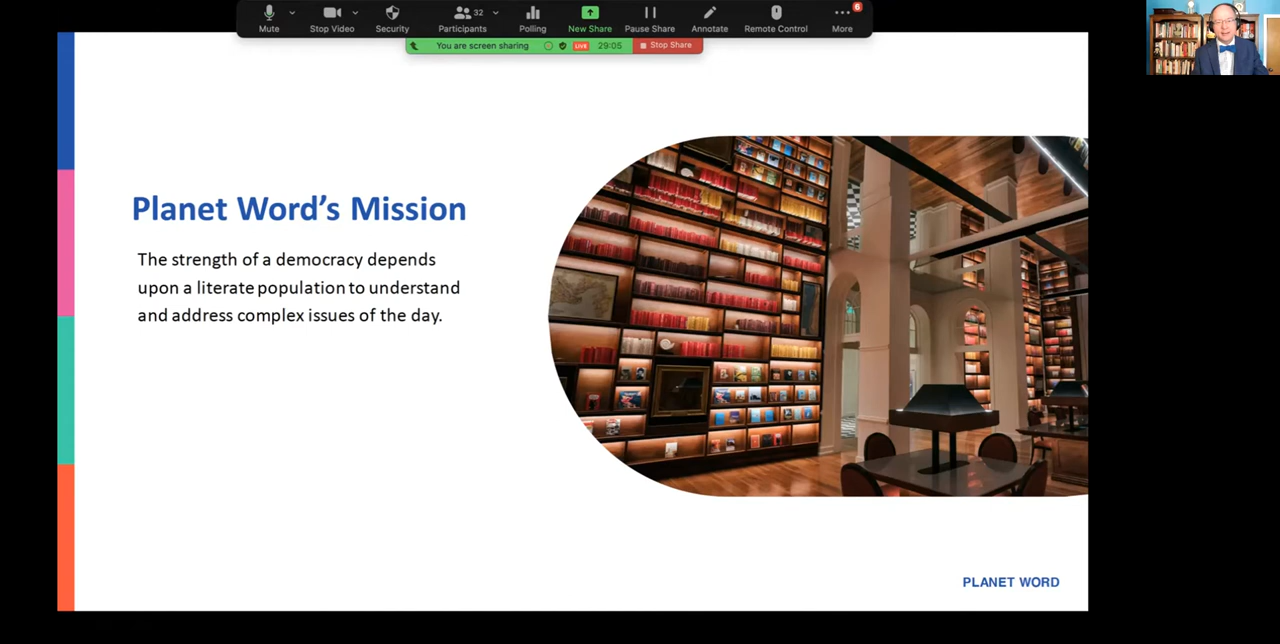 Mute
Stop Video
Security
Participants
32
Polling
New Share
Pause Share
Annotate
Remote Control
More
6
You are screen sharing
LIVE
29:05
Stop Share
Planet Word’s Mission
The strength of a democracy depends
upon a literate population to understand
and address complex issues of the day.
PLANET WORD